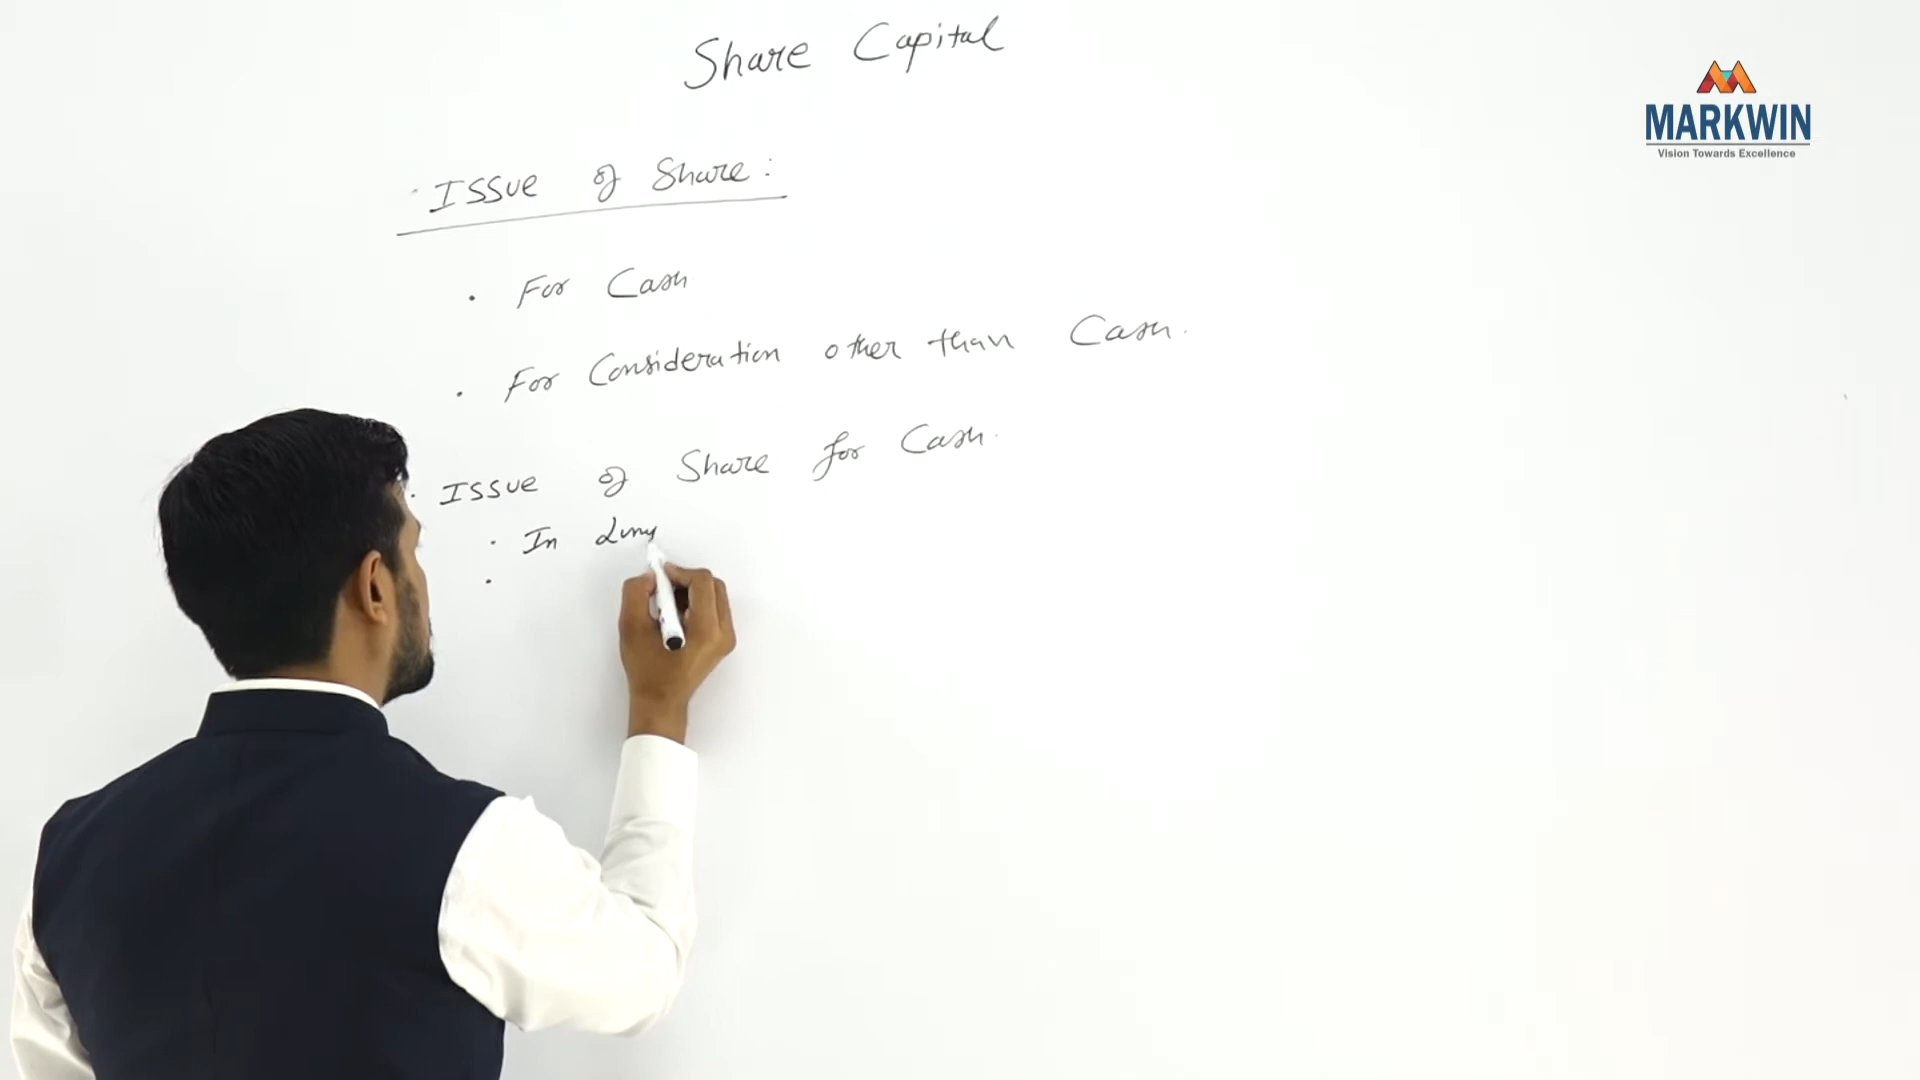 Share Capital
MARKWIN
Vision Towards Excellence
· Issue of Share:
· For Cash
· For Consideration other than Cash.
· Issue of Share for Cash.
· In
·